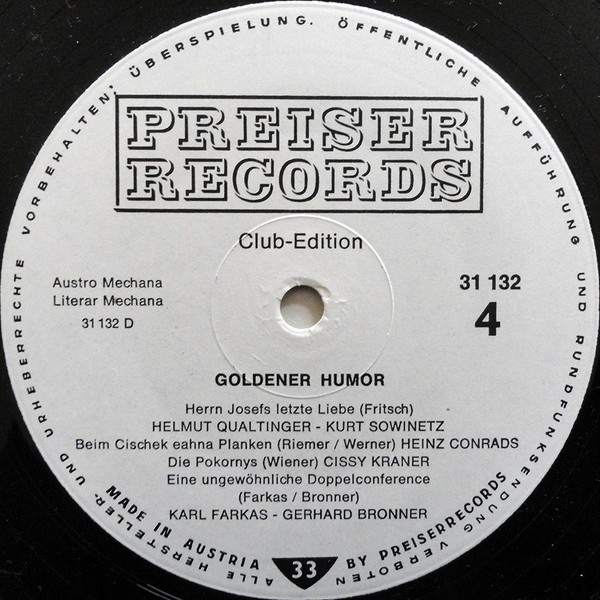 ALLE HERSTELLER- UND URHEBERRECHTE VORBEHALTEN; ÜBERSPIELUNG. ÖFFENTLICHE AUFFÜHRUNG UND RUNDFUNKSENDUNG VERBOTEN
PREISER
RECORDS
Club-Edition
Austro Mechana
Literar Mechana
31 132 D
31 132
4
GOLDENER HUMOR
Herrn Josefs letzte Liebe (Fritsch)
HELMUT QUALTINGER - KURT SOWINETZ
Beim Cischek eahna Planken (Riemer / Werner) HEINZ CONRADS
Die Pokornys (Wiener) CISSY KRANER
Eine ungewöhnliche Doppelconference
(Farkas / Bronner)
KARL FARKAS - GERHARD BRONNER
MADE IN AUSTRIA
33
BY PREISERRECORDS